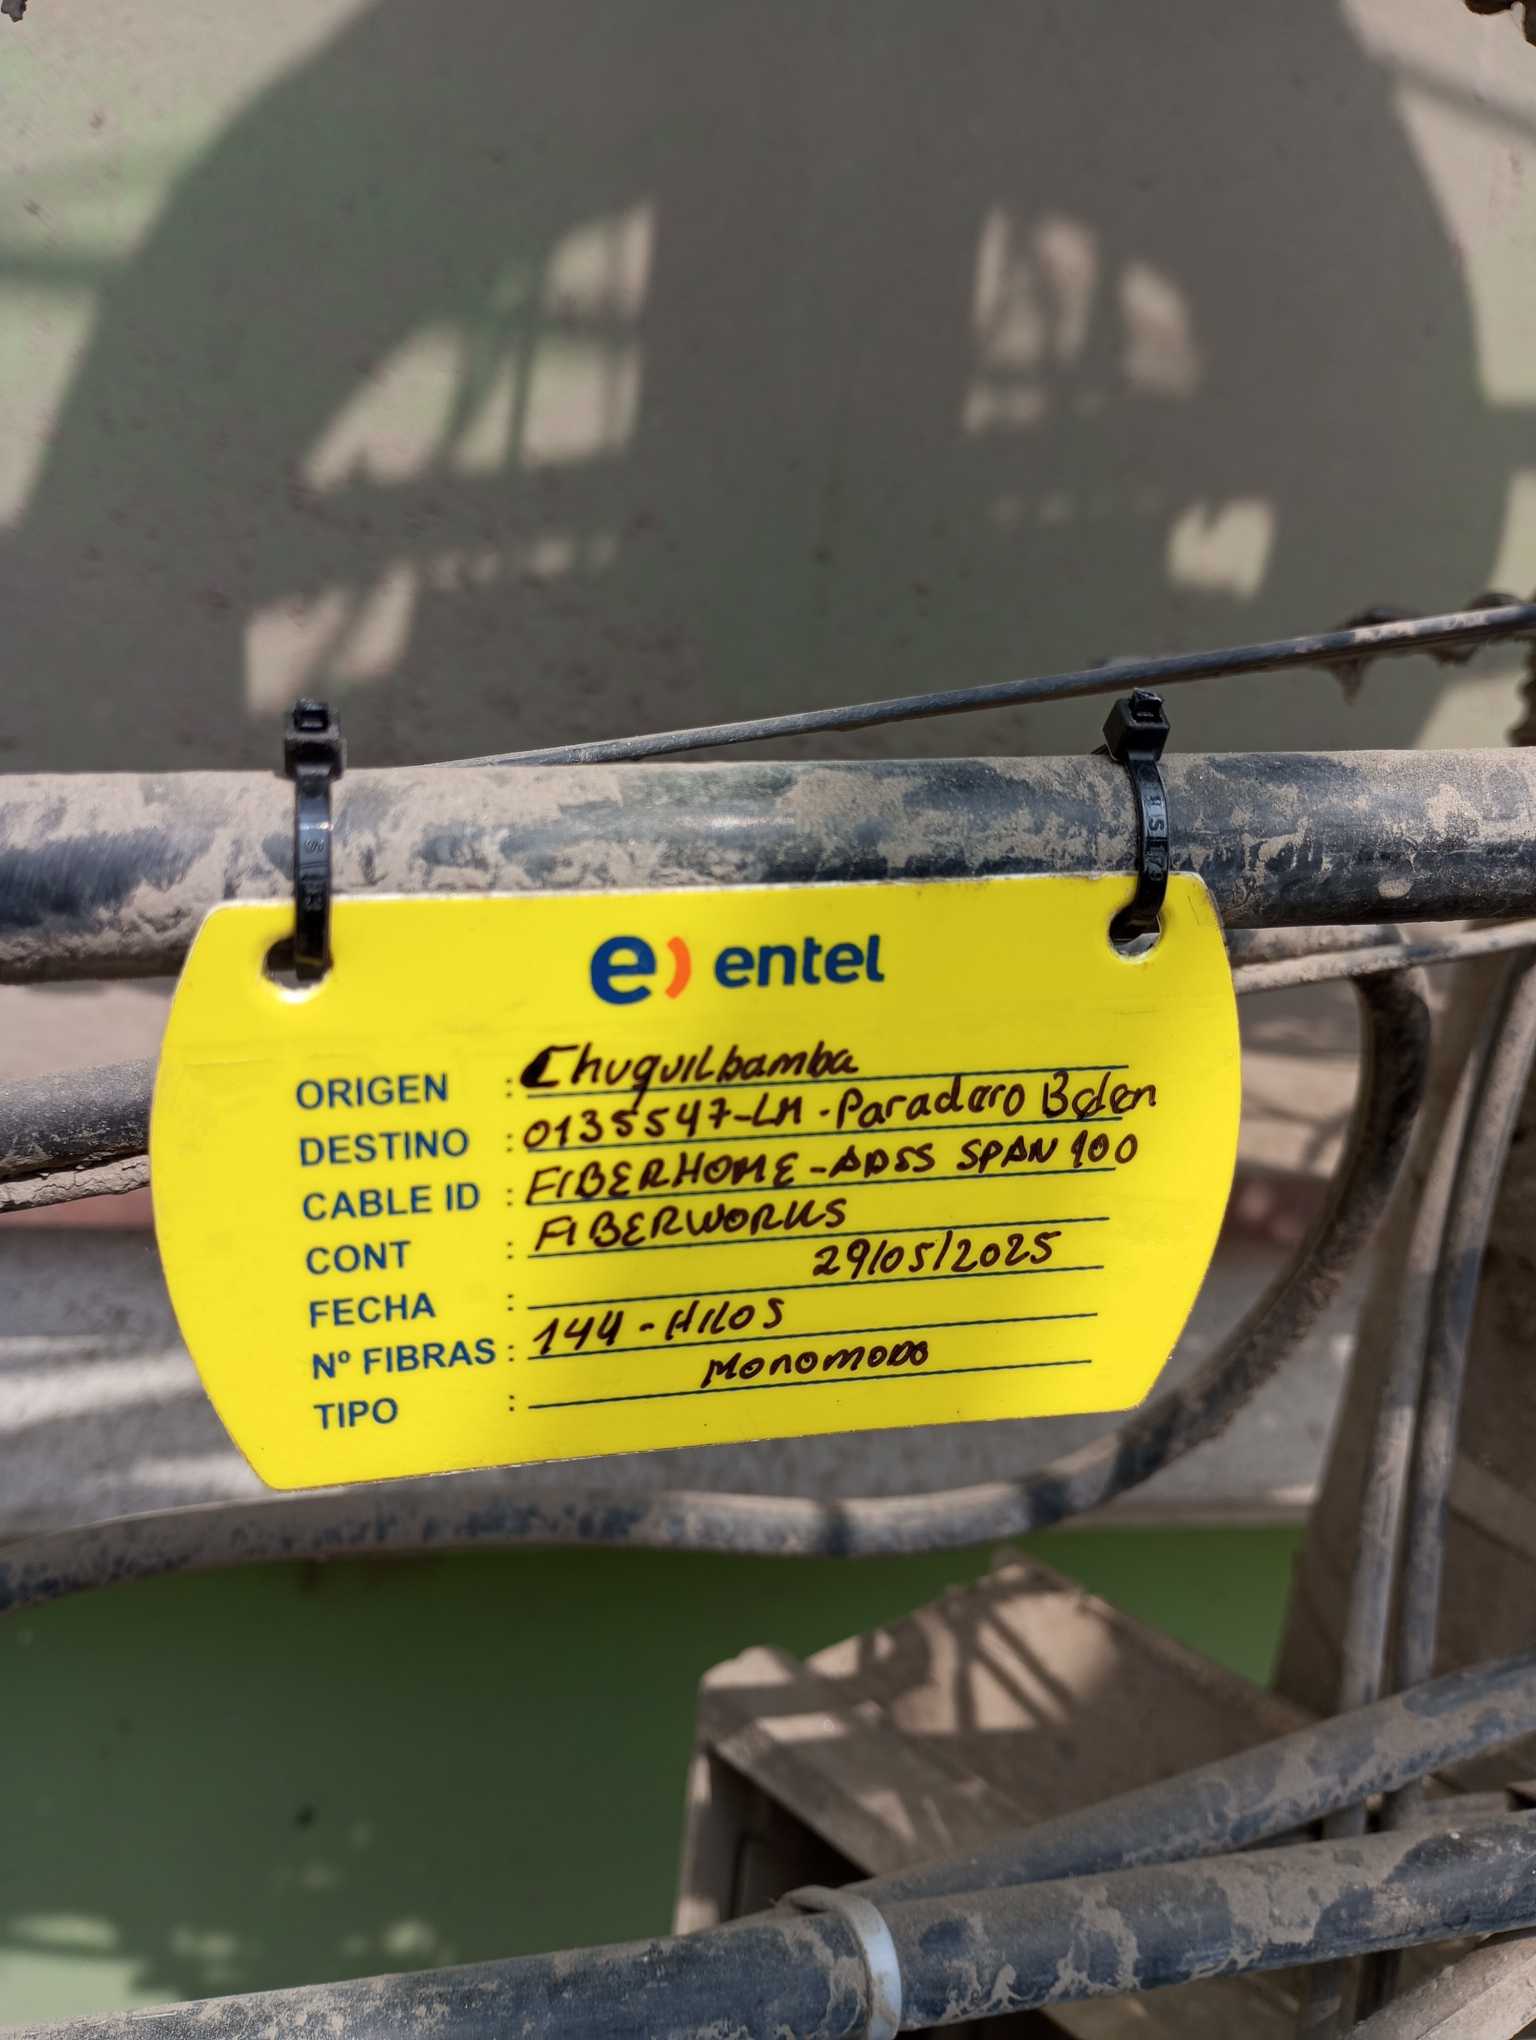 e) entel
ORIGEN : Chuquilbamba
DESTINO : 0135547-LM-Paradero Belen
CABLE ID : FIBERHOME-ADSS SPAN 100
CONT : FIBERWORKS
FECHA : 29/05/2025
Nº FIBRAS : 144-HILOS
TIPO : MONOMODO